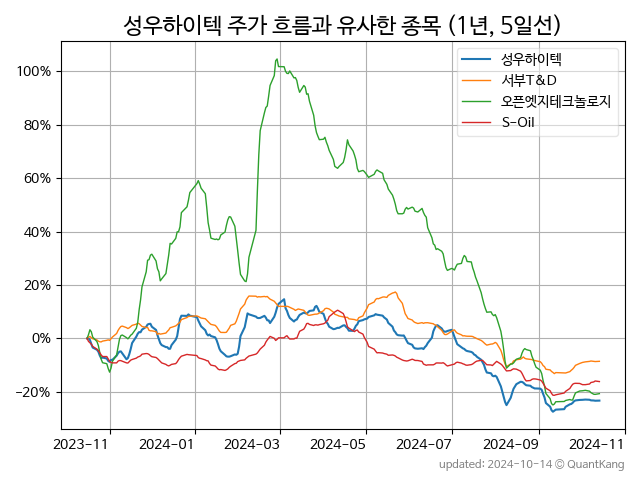 성우하이텍 주가 흐름과 유사한 종목 (1년, 5일선)
성우하이텍
서부T&D
오픈엣지테크놀로지
S-Oil
100%
80%
60%
40%
20%
0%
−20%
2023-11
2024-01
2024-03
2024-05
2024-07
2024-09
2024-11
updated: 2024-10-14 © QuantKang